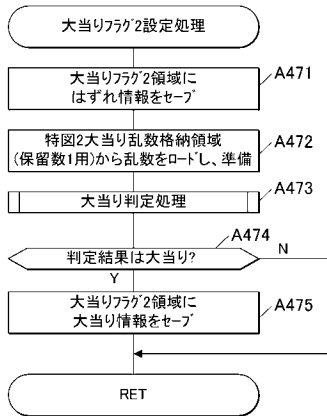 大当りフラグ2設定処理
大当りフラグ2領域に
はずれ情報をセーブ
A471
特図2大当り乱数格納領域
(保留数1用)から乱数をロードし、準備
A472
大当り判定処理
A473
判定結果は大当り?
A474
N
Y
大当りフラグ2領域に
大当り情報をセーブ
A475
RET